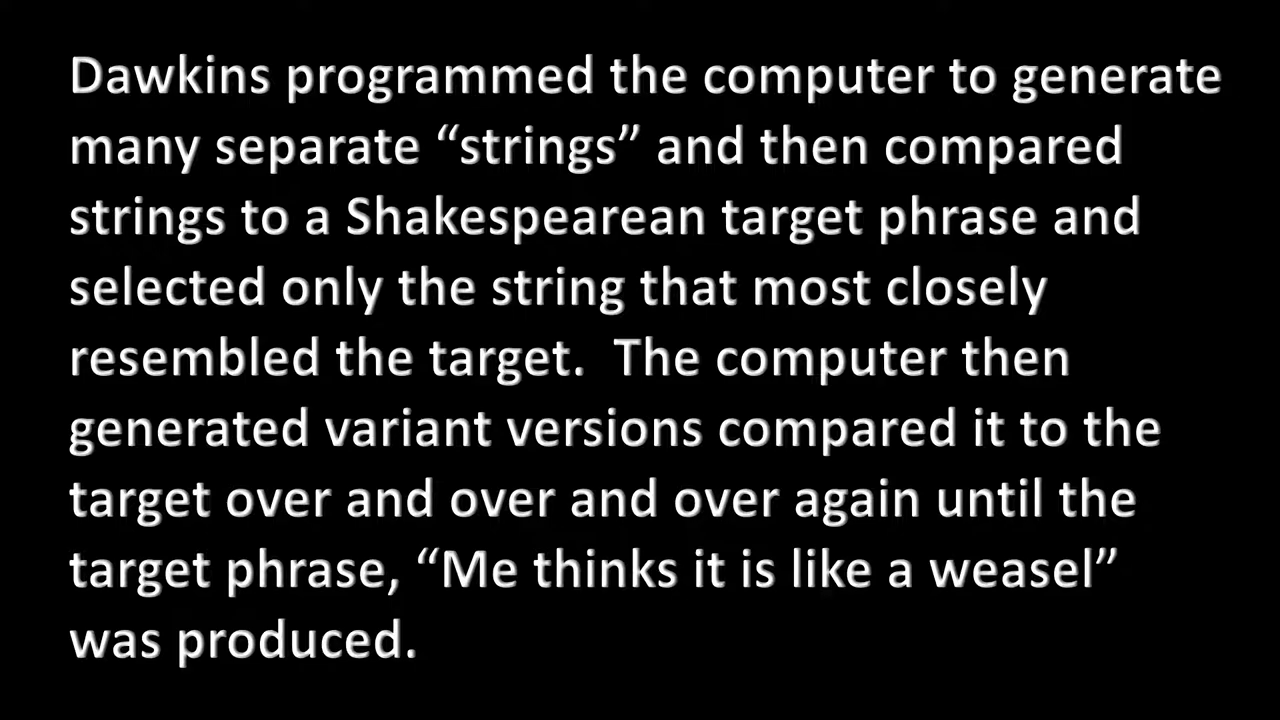 Dawkins programmed the computer to generate
many separate “strings” and then compared
strings to a Shakespearean target phrase and
selected only the string that most closely
resembled the target.  The computer then
generated variant versions compared it to the
target over and over and over again until the
target phrase, “Me thinks it is like a weasel”
was produced.